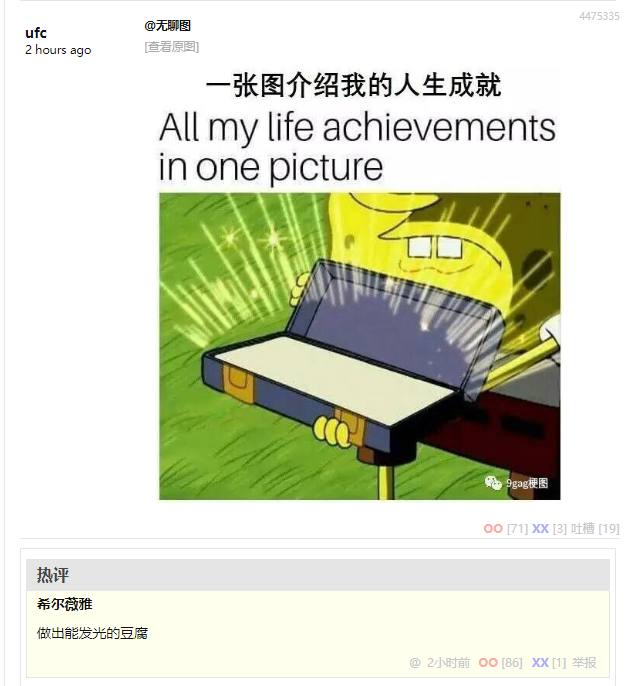 4475335
ufc
2 hours ago
@无聊图
[查看原图]
一张图介绍我的人生成就
All my life achievements
in one picture
9gag梗图
OO [71] XX [3] 吐槽 [19]
热评
希尔薇雅
做出能发光的豆腐
@ 2小时前 OO [86] XX [1] 举报